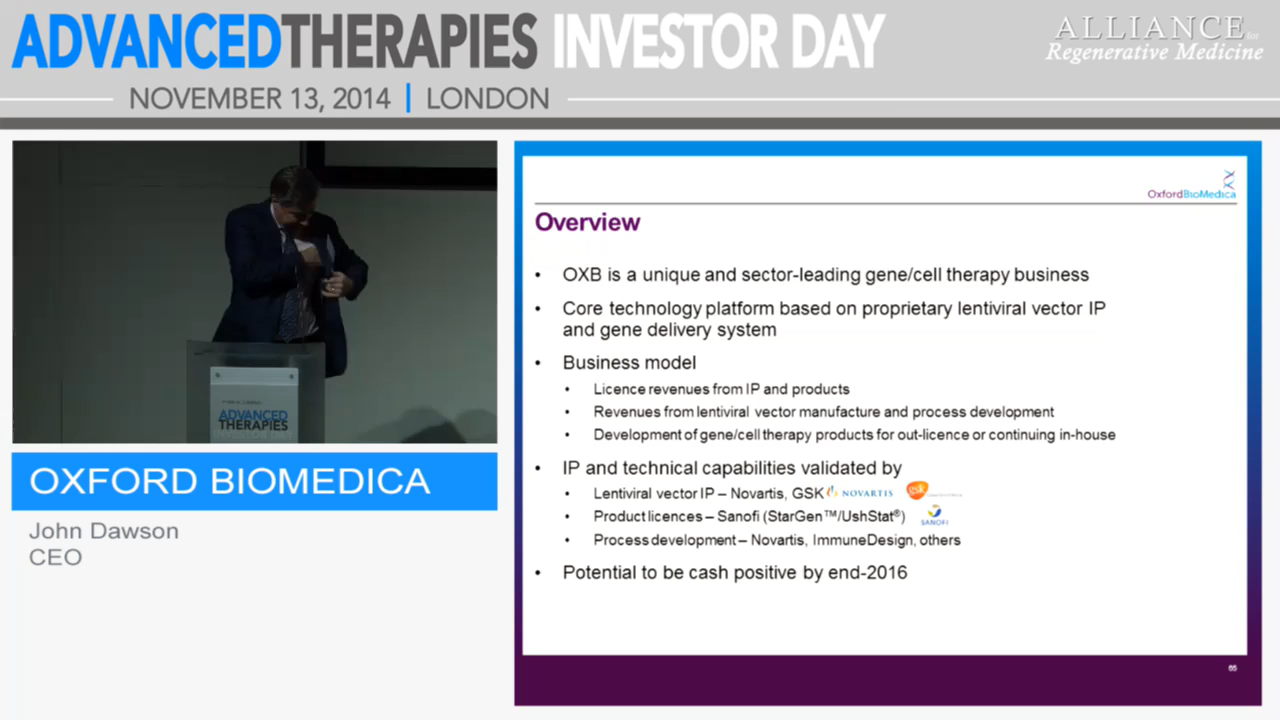 ADVANCEDTHERAPIES INVESTOR DAY
ALLIANCE for
Regenerative Medicine
NOVEMBER 13, 2014 | LONDON
ADVANCED
THERAPIES
INVESTOR DAY
OXFORD BIOMEDICA
John Dawson
CEO
OxfordBioMedica
Overview
• OXB is a unique and sector-leading gene/cell therapy business
• Core technology platform based on proprietary lentiviral vector IP
and gene delivery system
• Business model
• Licence revenues from IP and products
• Revenues from lentiviral vector manufacture and process development
• Development of gene/cell therapy products for out-licence or continuing in-house
• IP and technical capabilities validated by
• Lentiviral vector IP – Novartis, GSK NOVARTIS gsk
• Product licences – Sanofi (StarGen™/UshStat®) SANOFI
• Process development – Novartis, ImmuneDesign, others
• Potential to be cash positive by end-2016
65